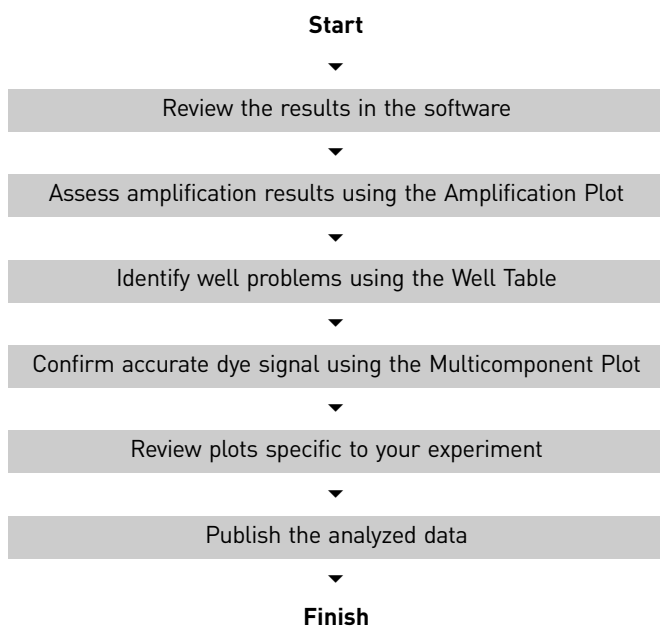 Start
Review the results in the software
Assess amplification results using the Amplification Plot
Identify well problems using the Well Table
Confirm accurate dye signal using the Multicomponent Plot
Review plots specific to your experiment
Publish the analyzed data
Finish